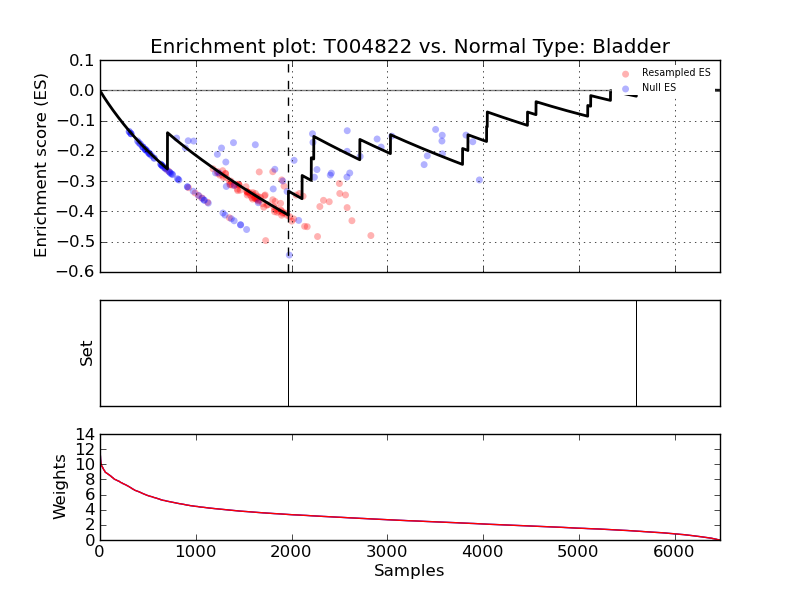 Enrichment plot: T004822 vs. Normal Type: Bladder
Enrichment score (ES)
0.1
0.0
−0.1
−0.2
−0.3
−0.4
−0.5
−0.6
Resampled ES
Null ES
Set
Weights
14
12
10
8
6
4
2
0
0 1000 2000 3000 4000 5000 6000
Samples